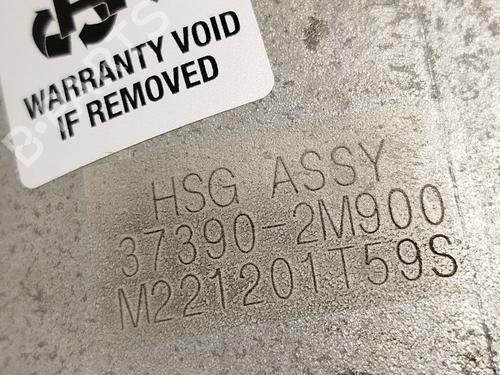 WARRANTY VOID
IF REMOVED
HSG ASSY
37390-2M900
M221201T59S